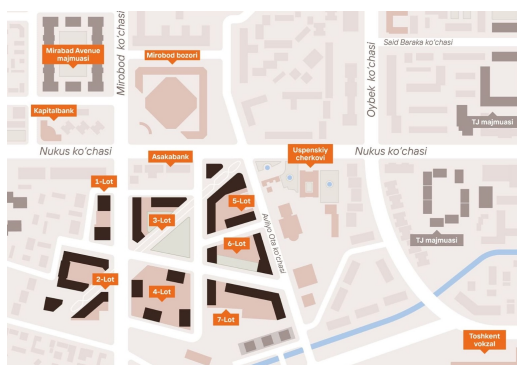 Mirabad Avenue
majmuasi
Mirobod ko'chasi
Mirobod bozori
Said Baraka ko'chasi
Oybek ko'chasi
Kapitalbank
TJ majmuasi
Nukus ko'chasi
Asakabank
Uspenskiy
cherkovi
Nukus ko'chasi
1-Lot
3-Lot
5-Lot
Avliyo Ota ko'chasi
6-Lot
TJ majmuasi
2-Lot
4-Lot
7-Lot
Toshkent
vokzal